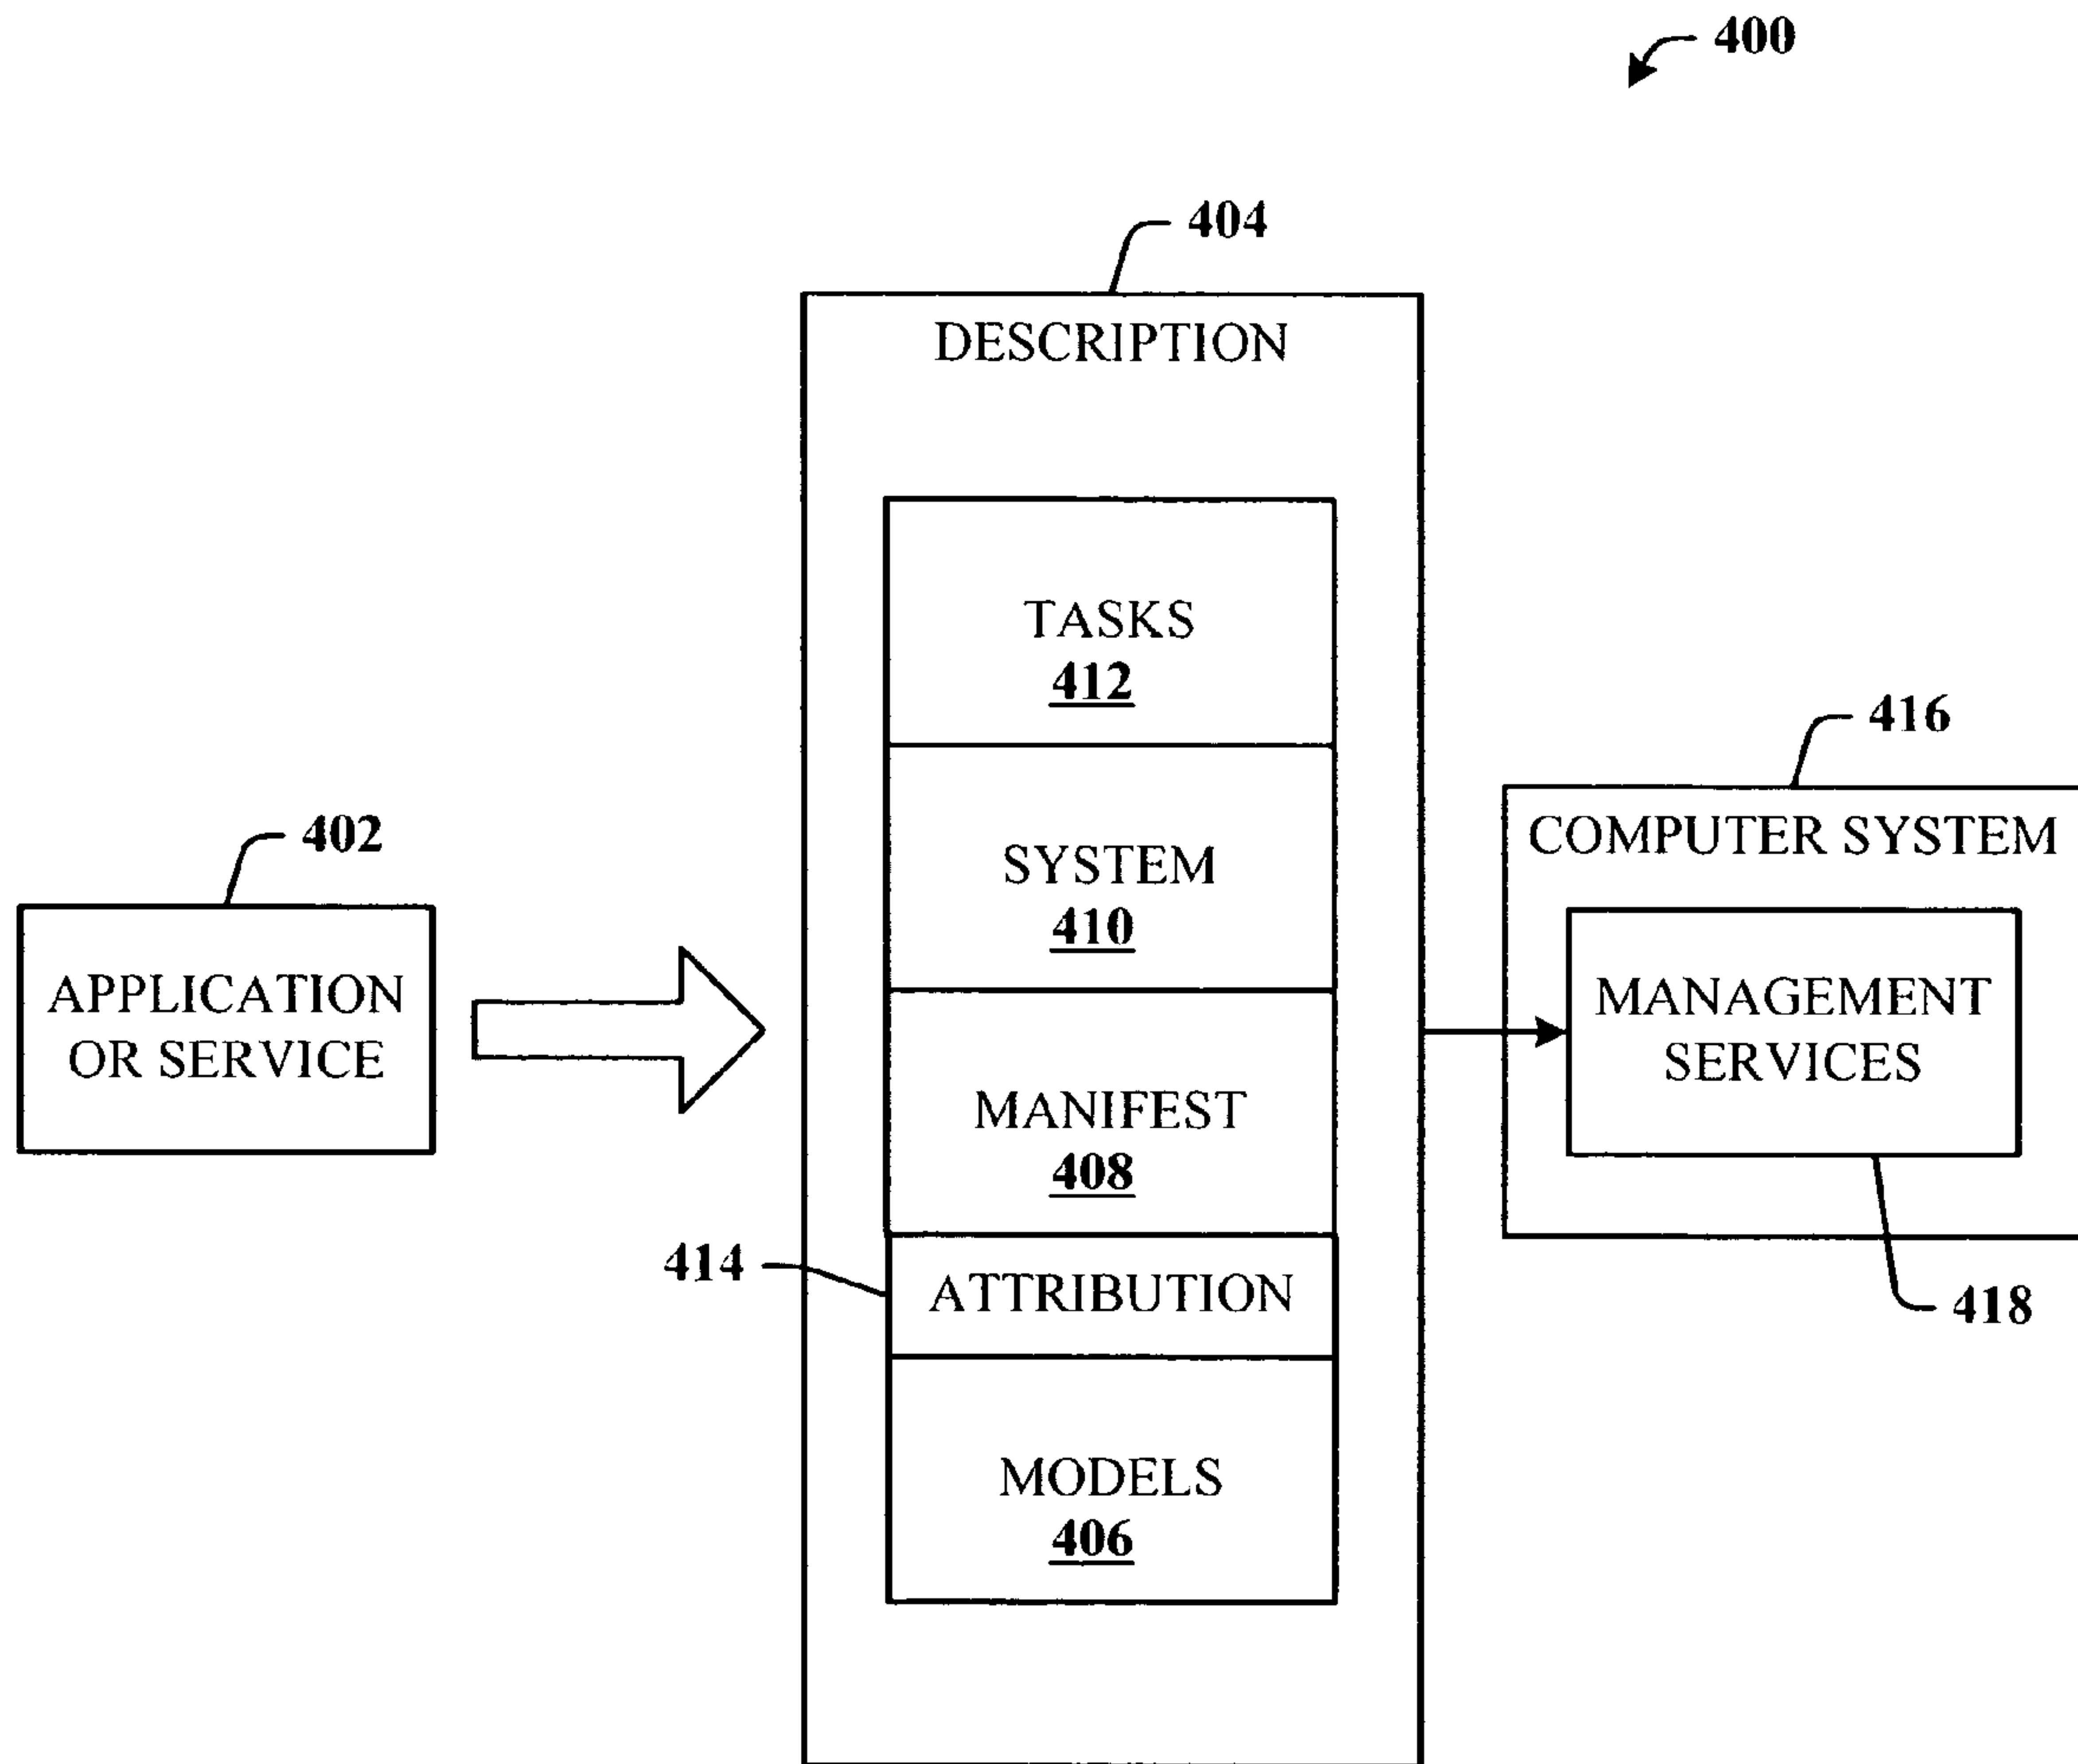 400
404
DESCRIPTION
TASKS
412
416
402
SYSTEM
410
COMPUTER SYSTEM
APPLICATION
OR SERVICE
MANAGEMENT
SERVICES
MANIFEST
408
414
ATTRIBUTION
418
MODELS
406